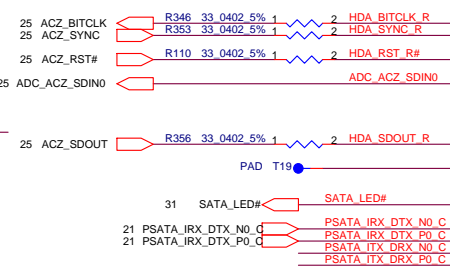 25 ACZ_BITCLK R346 33_0402_5% 1 2 HDA_BITCLK_R
25 ACZ_SYNC R353 33_0402_5% 1 2 HDA_SYNC_R
25 ACZ_RST# R110 33_0402_5% 1 2 HDA_RST_R#
25 ADC_ACZ_SDIN0 ADC_ACZ_SDIN0
25 ACZ_SDOUT R356 33_0402_5% 1 2 HDA_SDOUT_R
PAD T19
31 SATA_LED# SATA_LED#
21 PSATA_IRX_DTX_N0_C PSATA_IRX_DTX_N0_C
21 PSATA_IRX_DTX_P0_C PSATA_IRX_DTX_P0_C
PSATA_ITX_DRX_N0_C
PSATA_ITX_DRX_P0_C